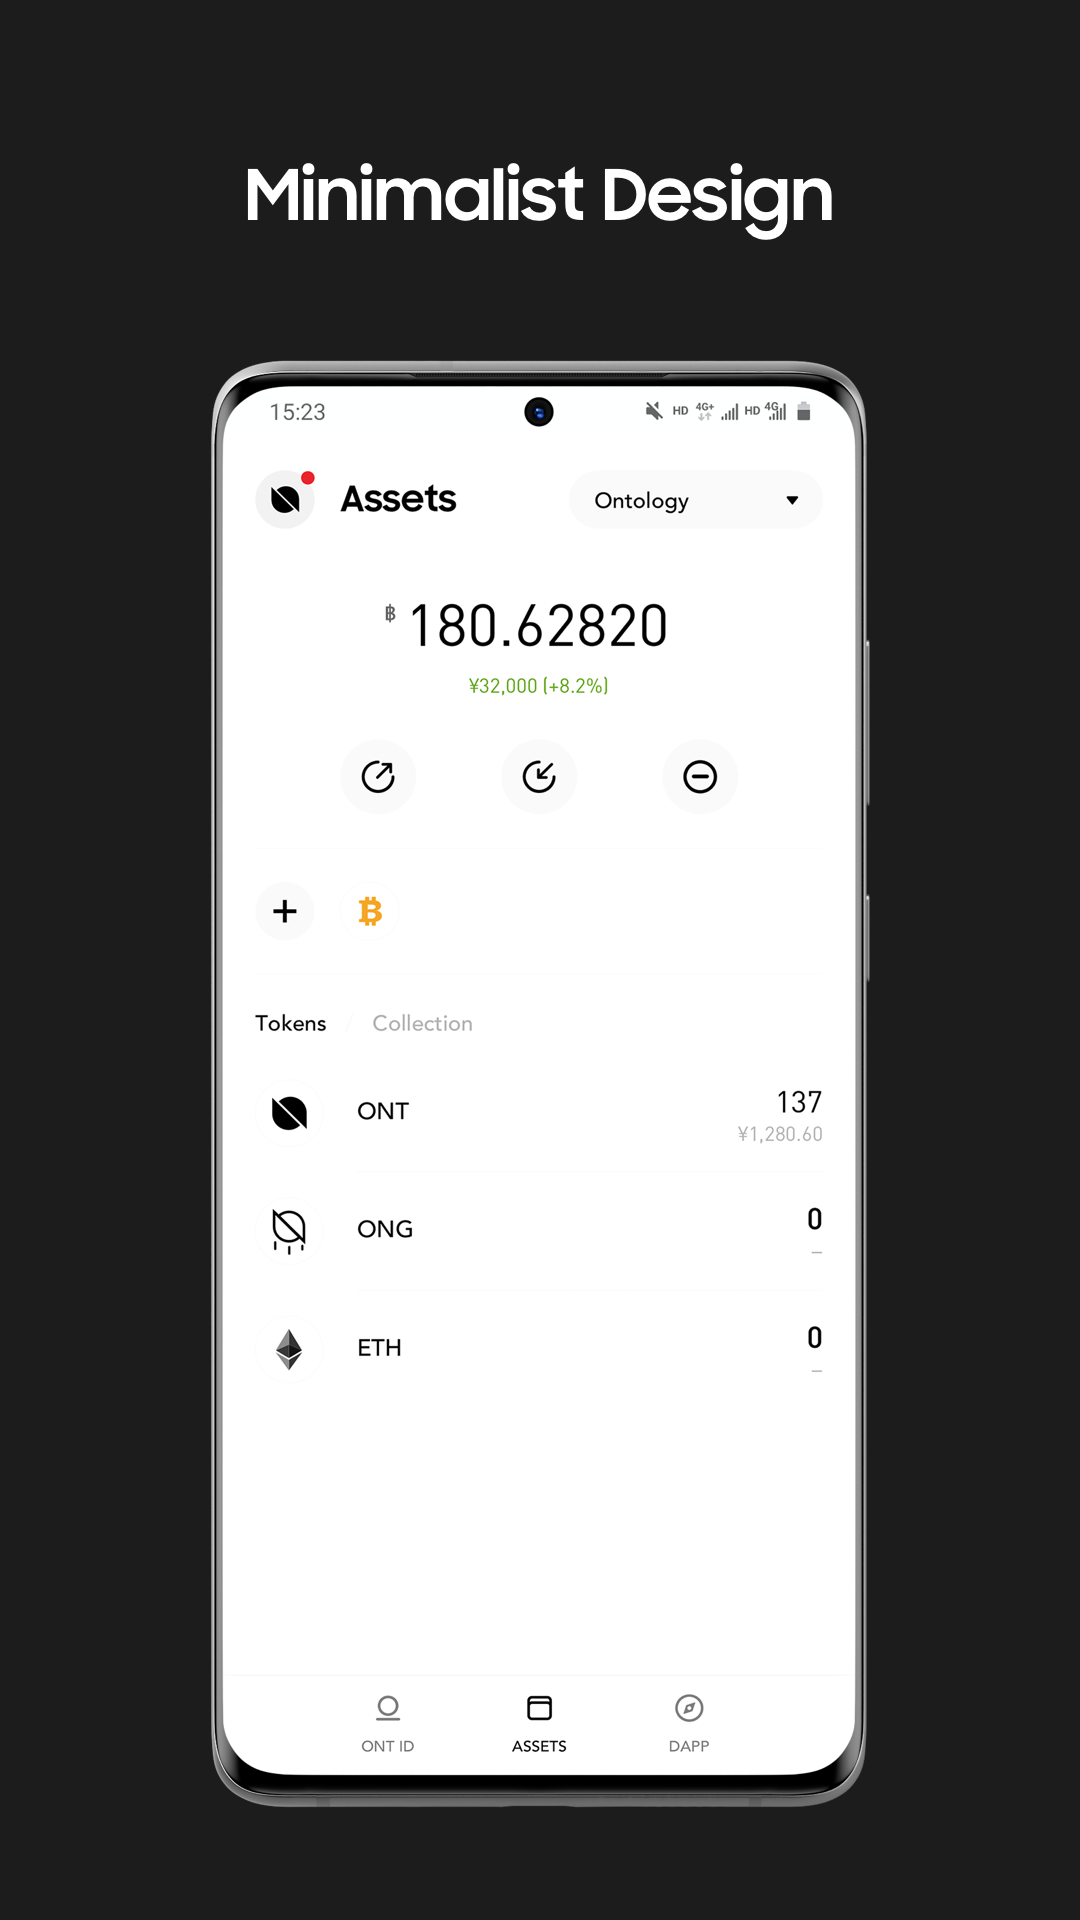 Minimalist Design
15:23
HD 4G+ HD 4G
Assets
Ontology
฿ 180.62820
¥32,000 (+8.2%)
Tokens / Collection
ONT
137
¥1,280.60
ONG
0
–
ETH
0
–
ONT ID
ASSETS
DAPP